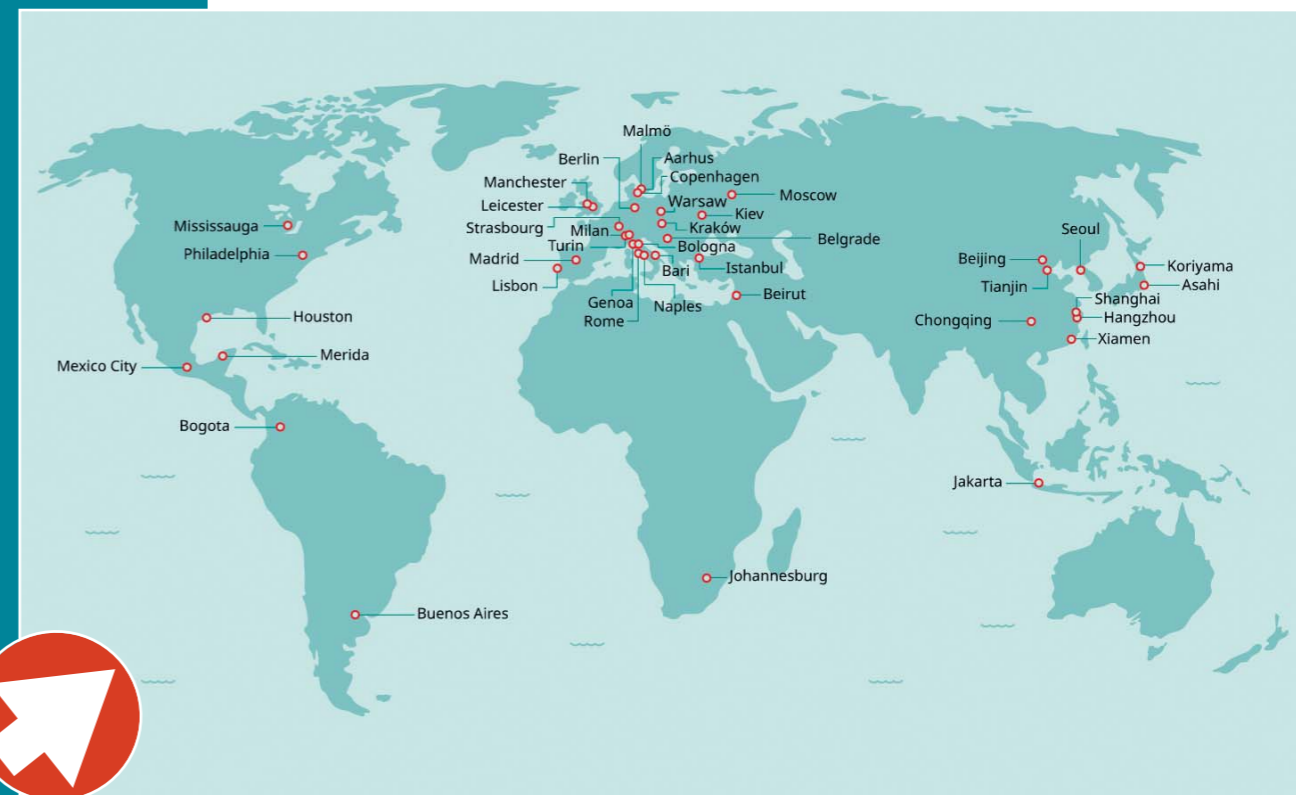 Malmö
Berlin
Aarhus
Copenhagen
Manchester
Leicester
Warsaw
Moscow
Kiev
Mississauga
Strasbourg
Milan
Kraków
Seoul
Philadelphia
Turin
Bologna
Belgrade
Madrid
Bari
Istanbul
Beijing
Koriyama
Lisbon
Tianjin
Asahi
Genoa
Naples
Beirut
Shanghai
Houston
Rome
Chongqing
Hangzhou
Merida
Xiamen
Mexico City
Bogota
Jakarta
Johannesburg
Buenos Aires